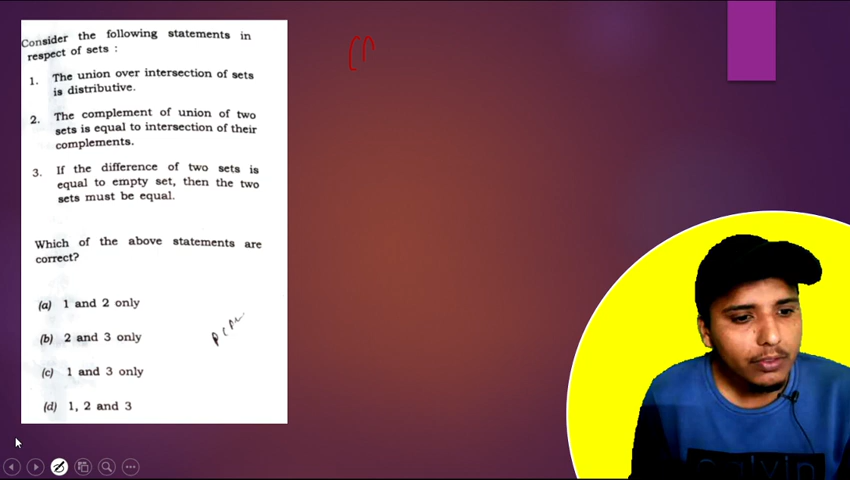 Consider the following statements in
respect of sets :
1. The union over intersection of sets
is distributive.
2. The complement of union of two
sets is equal to intersection of their
complements.
3. If the difference of two sets is
equal to empty set, then the two
sets must be equal.
Which of the above statements are
correct?
(a) 1 and 2 only
(b) 2 and 3 only
(c) 1 and 3 only
(d) 1, 2 and 3